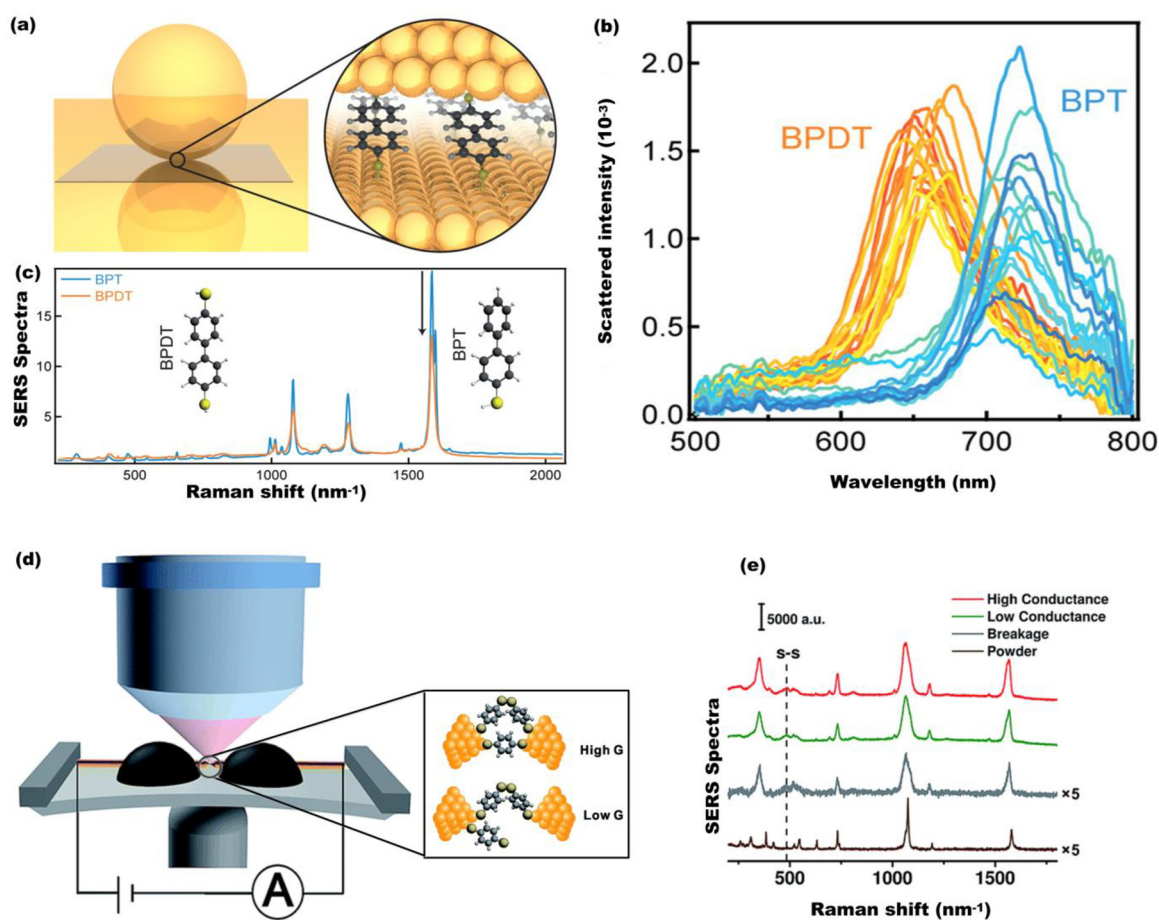 (a)
(b)
Scattered intensity (10⁻³)
2.0
1.5
1.0
0.5
0.0
BPDT
BPT
500
600
700
800
Wavelength (nm)
(c)
BPT
BPDT
SERS Spectra
15
10
5
BPDT
BPT
500
1000
1500
2000
Raman shift (nm⁻¹)
(d)
High G
Low G
A
(e)
5000 a.u.
High Conductance
Low Conductance
Breakage
Powder
s-s
×5
×5
SERS Spectra
500
1000
1500
Raman shift (nm⁻¹)